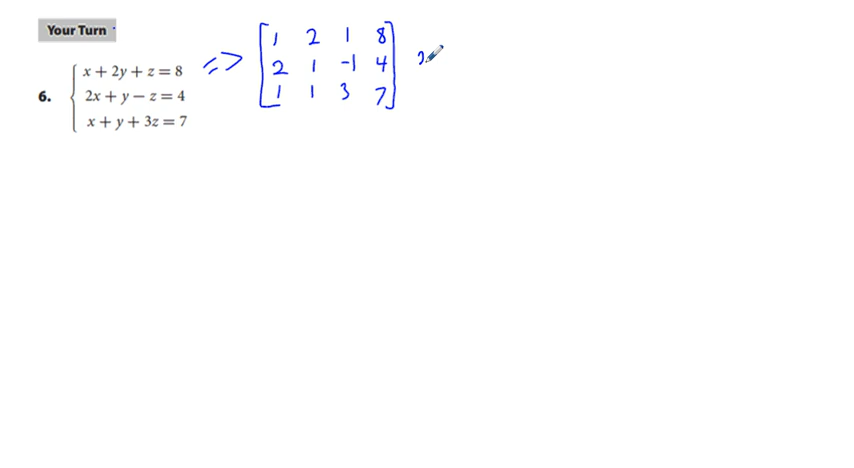 Your Turn
6. { x + 2y + z = 8
2x + y − z = 4
x + y + 3z = 7
=> [ 1 2 1 8
2 1 -1 4
1 1 3 7 ]